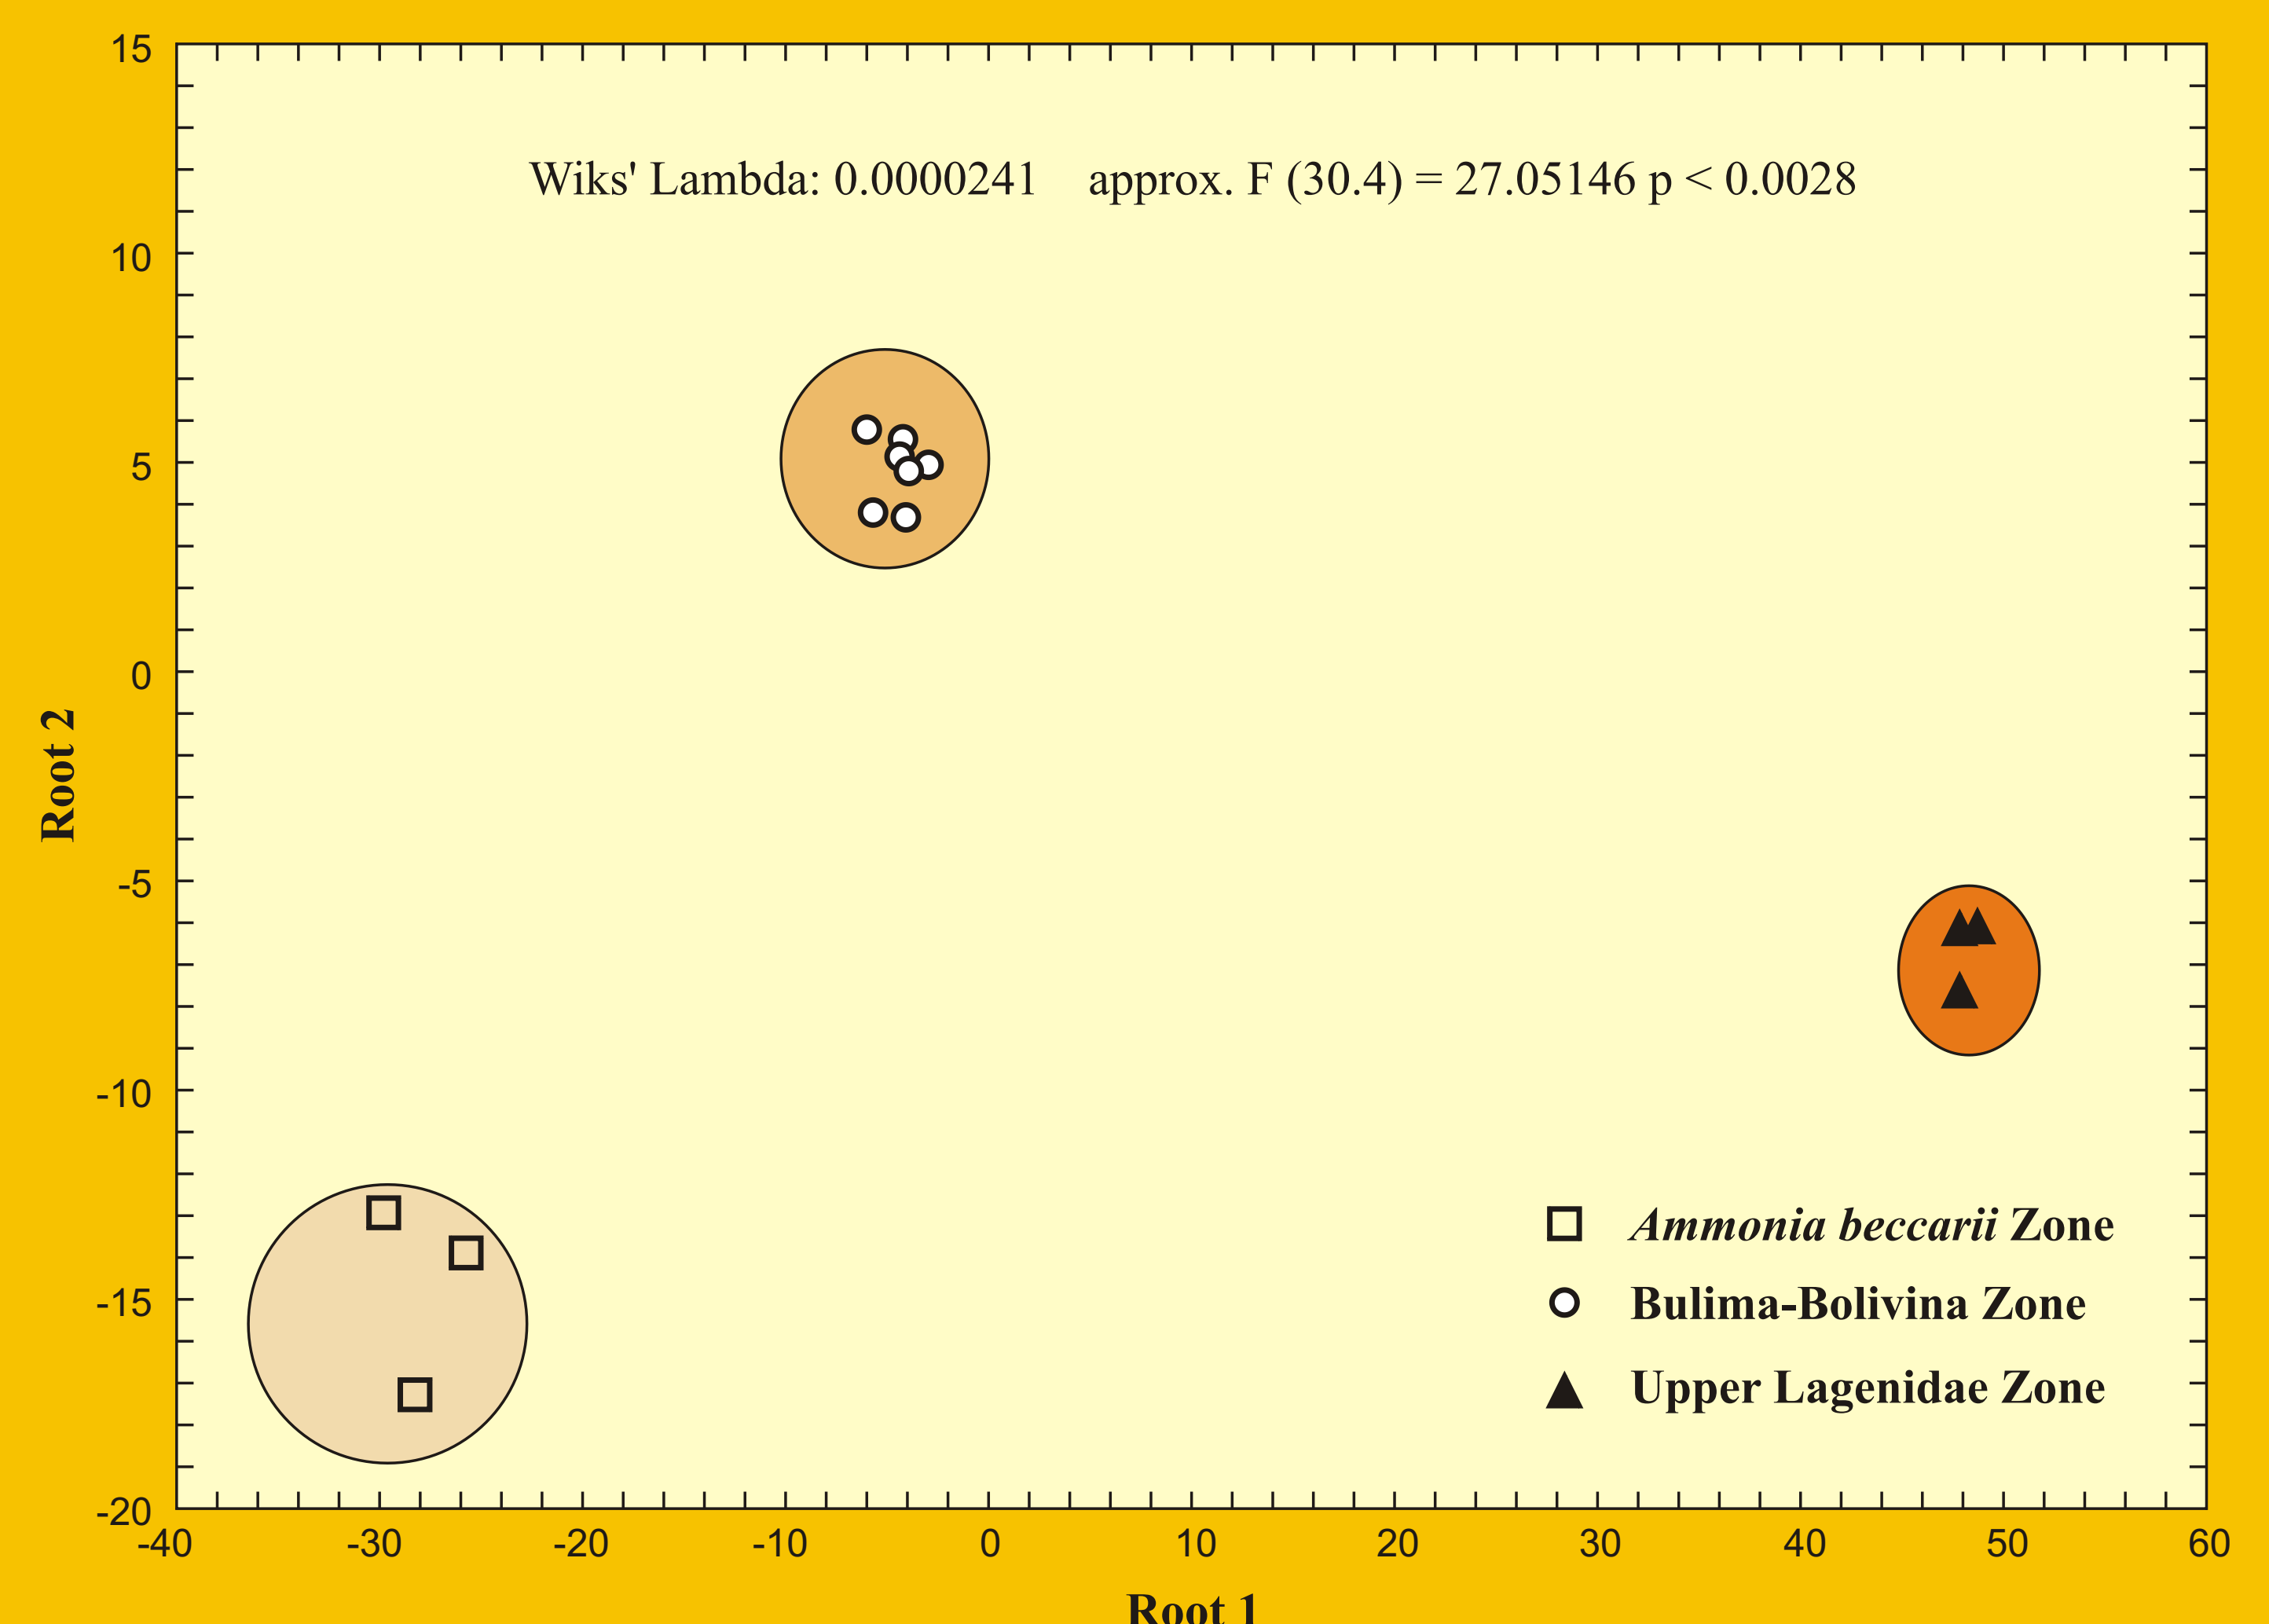 15
Wiks' Lambda: 0.0000241 approx. F (30.4) = 27.05146 p < 0.0028
10
5
0
Root 2
-5
-10
Ammonia beccarii Zone
-15
Bulima-Bolivina Zone
Upper Lagenidae Zone
-20
-40 -30 -20 -10 0 10 20 30 40 50 60
Root 1